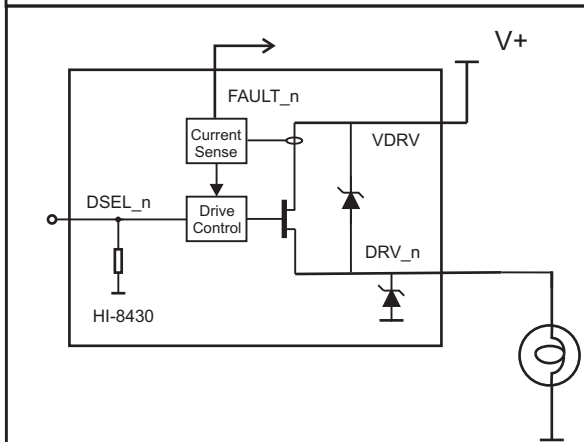 V+
FAULT_n
Current
Sense
VDRV
DSEL_n
Drive
Control
DRV_n
HI-8430